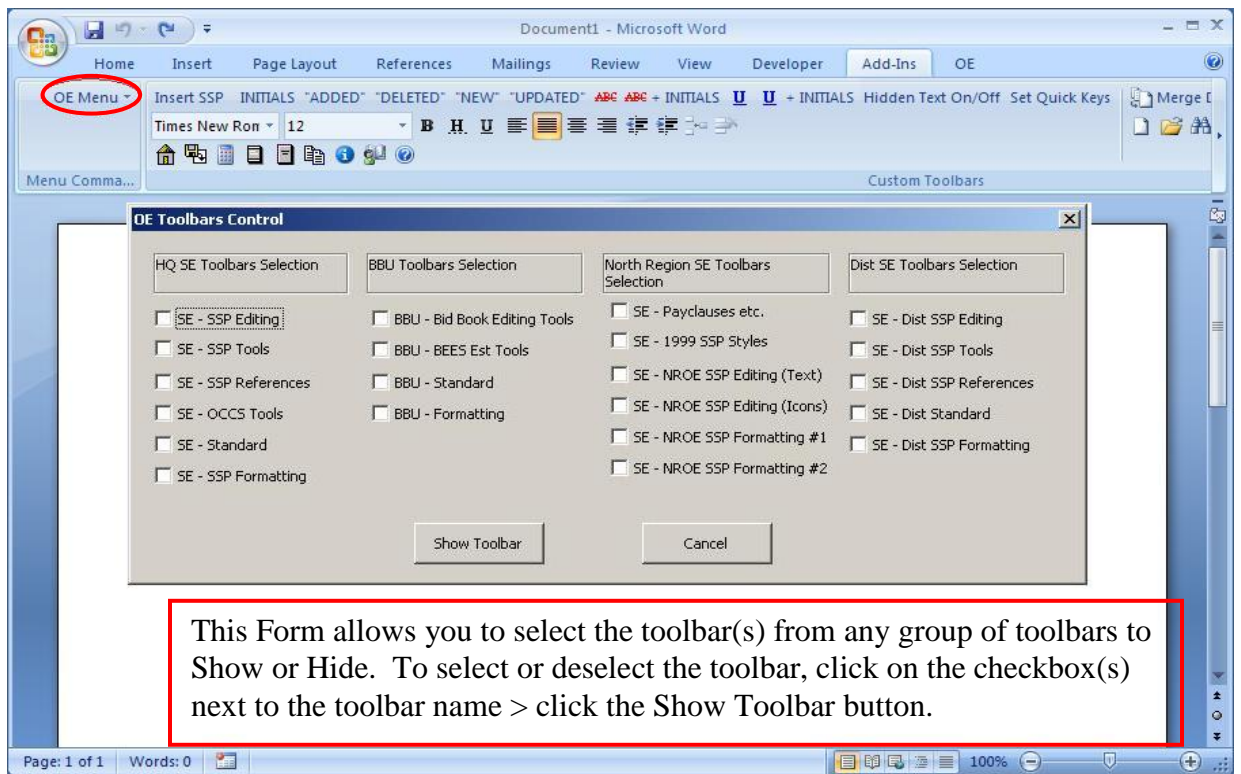 Document1 - Microsoft Word
Home Insert Page Layout References Mailings Review View Developer Add-Ins OE
OE Menu Insert SSP INITIALS "ADDED" "DELETED" "NEW" "UPDATED" ABC ABC + INITIALS U U + INITIALS Hidden Text On/Off Set Quick Keys Merge
Times New Ron 12 B H U
Menu Comma... Custom Toolbars
OE Toolbars Control
HQ SE Toolbars Selection
SE - SSP Editing
SE - SSP Tools
SE - SSP References
SE - OCCS Tools
SE - Standard
SE - SSP Formatting
BBU Toolbars Selection
BBU - Bid Book Editing Tools
BBU - BEES Est Tools
BBU - Standard
BBU - Formatting
North Region SE Toolbars
Selection
SE - Payclauses etc.
SE - 1999 SSP Styles
SE - NROE SSP Editing (Text)
SE - NROE SSP Editing (Icons)
SE - NROE SSP Formatting #1
SE - NROE SSP Formatting #2
Dist SE Toolbars Selection
SE - Dist SSP Editing
SE - Dist SSP Tools
SE - Dist SSP References
SE - Dist Standard
SE - Dist SSP Formatting
Show Toolbar Cancel
This Form allows you to select the toolbar(s) from any group of toolbars to
Show or Hide. To select or deselect the toolbar, click on the checkbox(s)
next to the toolbar name > click the Show Toolbar button.
Page: 1 of 1 Words: 0 100%